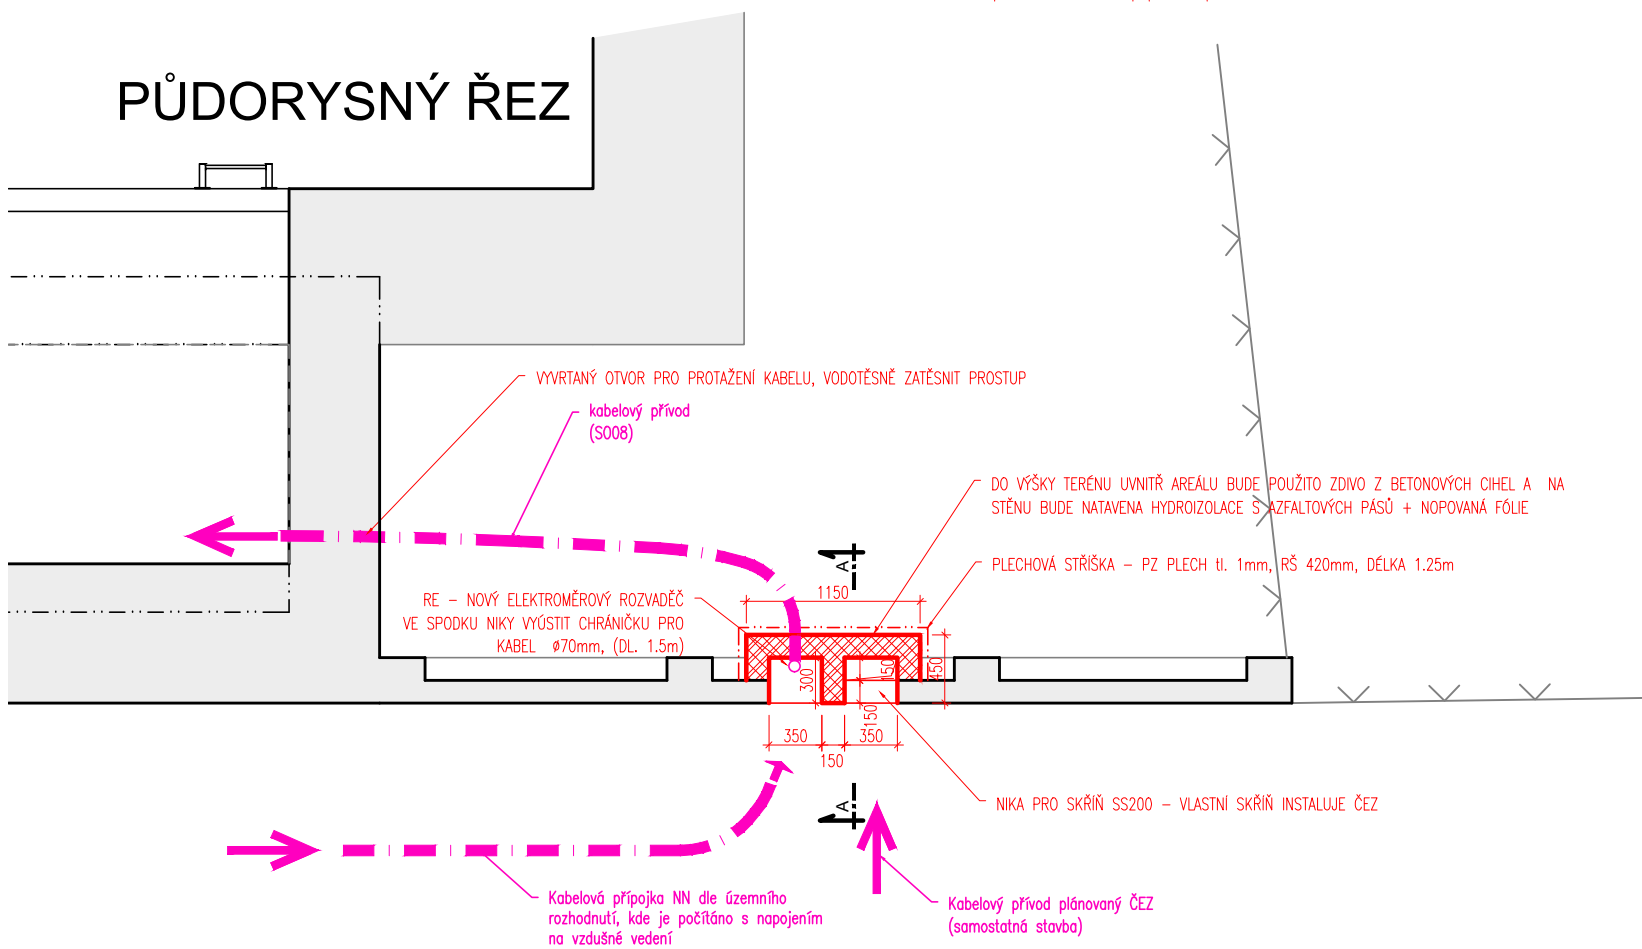 PŮDORYSNÝ ŘEZ
VYVRTANÝ OTVOR PRO PROTAŽENÍ KABELU, VODOTĚSNĚ ZATĚSNIT PROSTUP
kabelový přívod
(SO08)
DO VÝŠKY TERÉNU UVNITŘ AREÁLU BUDE POUŽITO ZDIVO Z BETONOVÝCH CIHEL A NA
STĚNU BUDE NATAVENA HYDROIZOLACE S AZFALTOVÝCH PÁSŮ + NOPOVANÁ FÓLIE
PLECHOVÁ STŘÍŠKA – PZ PLECH tl. 1mm, RŠ 420mm, DÉLKA 1.25m
RE – NOVÝ ELEKTROMĚROVÝ ROZVADĚČ
VE SPODKU NIKY VYÚSTIT CHRÁNIČKU PRO
KABEL ø70mm, (DL. 1.5m)
A
1
1150
300
150
450
150
350
350
150
A
1
NIKA PRO SKŘÍŇ SS200 – VLASTNÍ SKŘÍŇ INSTALUJE ČEZ
Kabelová přípojka NN dle územního
rozhodnutí, kde je počítáno s napojením
na vzdušné vedení
Kabelový přívod plánovaný ČEZ
(samostatná stavba)